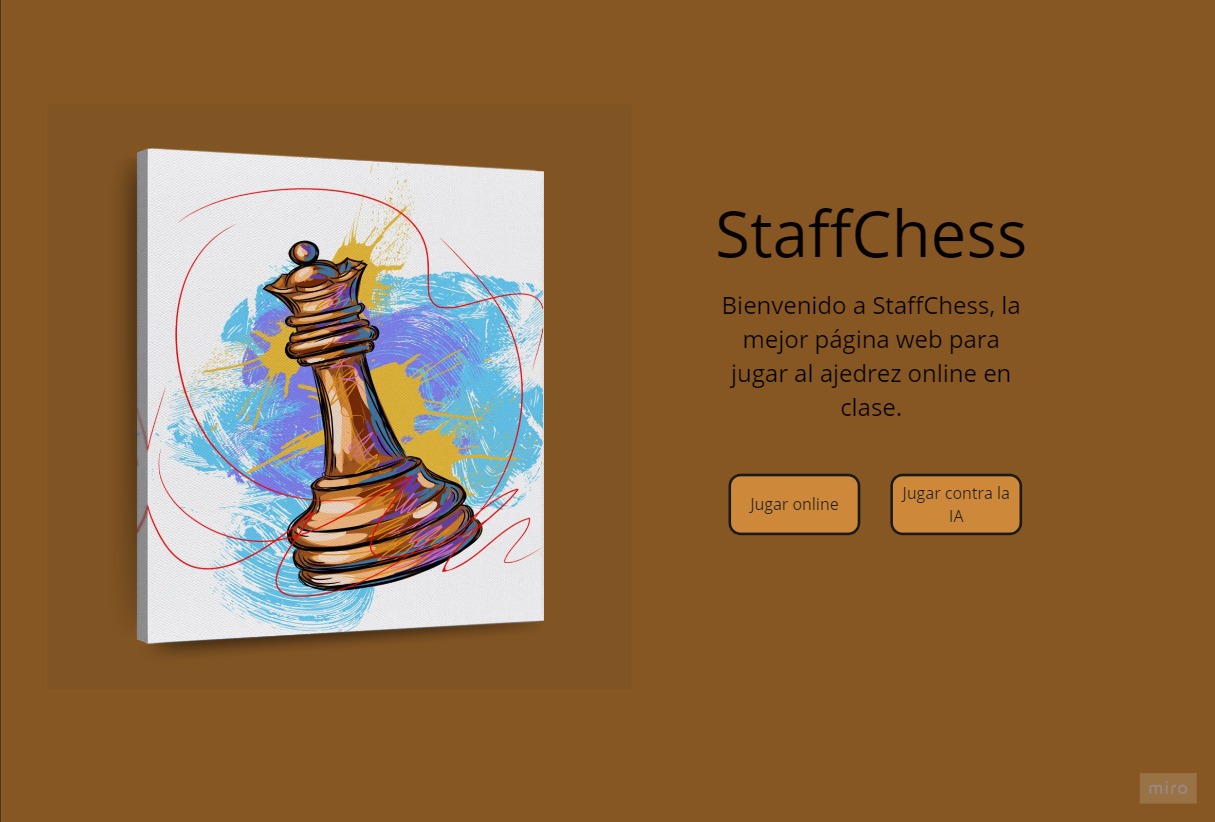 StaffChess
Bienvenido a StaffChess, la
mejor página web para
jugar al ajedrez online en
clase.
Jugar online
Jugar contra la
IA
miro